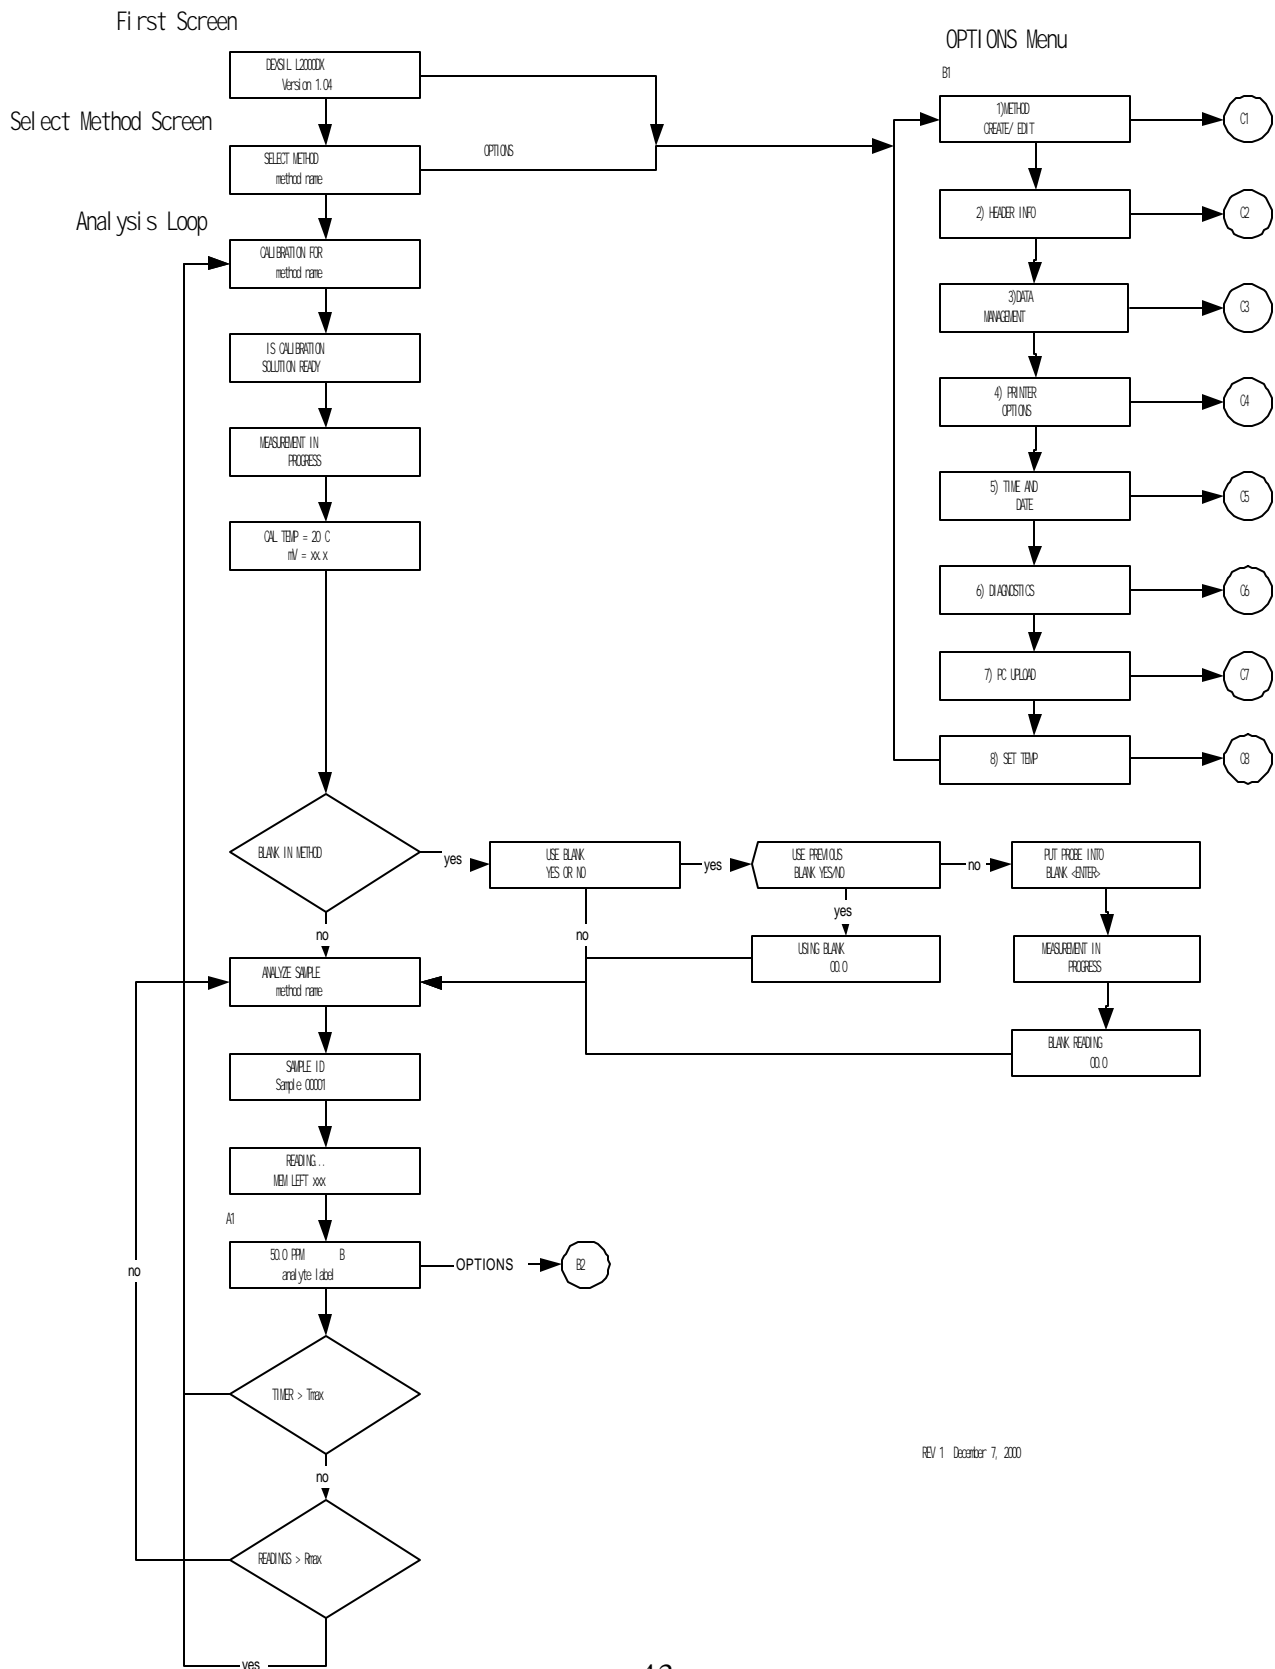 First Screen
DEXSIL L2000DX
Version 1.04
Select Method Screen
SELECT METHOD
method name
OPTIONS
Analysis Loop
CALIBRATION FOR
method name
IS CALIBRATION
SOLUTION READY
MEASUREMENT IN
PROGRESS
CAL TEMP = 20 C
mV = xx.x
BLANK IN METHOD
yes
USE BLANK
YES OR NO
yes
USE PREVIOUS
BLANK YES/NO
no
PUT PROBE INTO
BLANK <ENTER>
no
no
yes
USING BLANK
00.0
MEASUREMENT IN
PROGRESS
BLANK READING
00.0
ANALYZE SAMPLE
method name
SAMPLE ID
Sample 00001
READING...
MEM LEFT xxx
A1
50.0 PPM B
analyte label
OPTIONS
B2
no
TIMER > Tmax
no
READINGS > Rmax
yes
OPTIONS Menu
B1
1)METHOD
CREATE/ EDIT
C1
2) HEADER INFO
C2
3)DATA
MANAGEMENT
C3
4) PRINTER
OPTIONS
C4
5) TIME AND
DATE
C5
6) DIAGNOSTICS
C6
7) PC UPLOAD
C7
8) SET TEMP
C8
REV 1 December 7, 2000